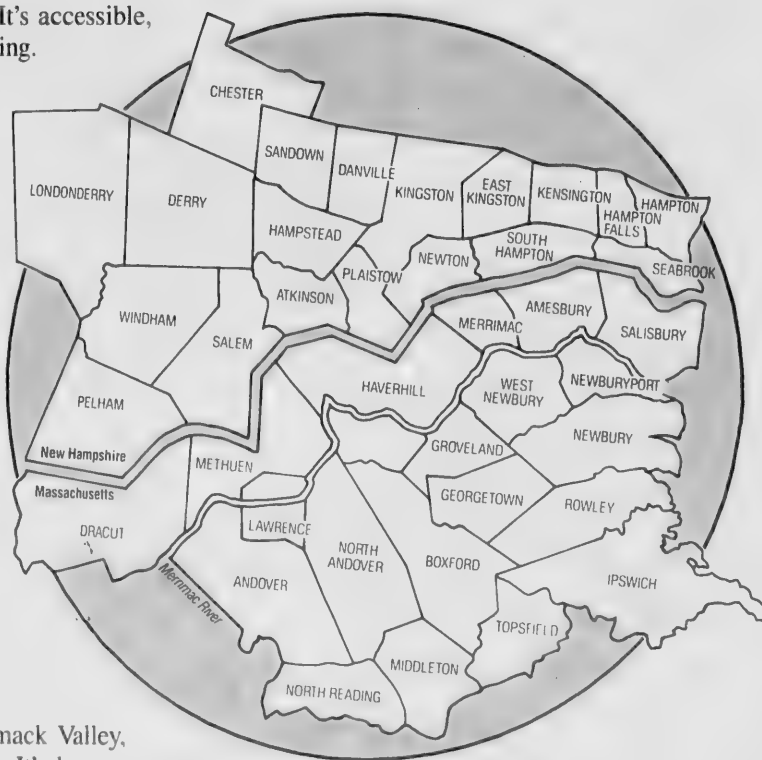 It's accessible,
ing.
CHESTER
SANDOWN
DANVILLE
LONDONDERRY
DERRY
KINGSTON
EAST
KINGSTON
KENSINGTON
HAMPTON
FALLS
HAMPTON
HAMPSTEAD
SOUTH
HAMPTON
NEWTON
PLAISTOW
SEABROOK
ATKINSON
WINDHAM
SALEM
MERRIMAC
AMESBURY
SALISBURY
HAVERHILL
WEST
NEWBURY
NEWBURYPORT
PELHAM
New Hampshire
Massachusetts
METHUEN
GROVELAND
NEWBURY
GEORGETOWN
ROWLEY
DRACUT
LAWRENCE
NORTH
ANDOVER
BOXFORD
IPSWICH
ANDOVER
Merrimac River
TOPSFIELD
MIDDLETON
NORTH READING
mack Valley,